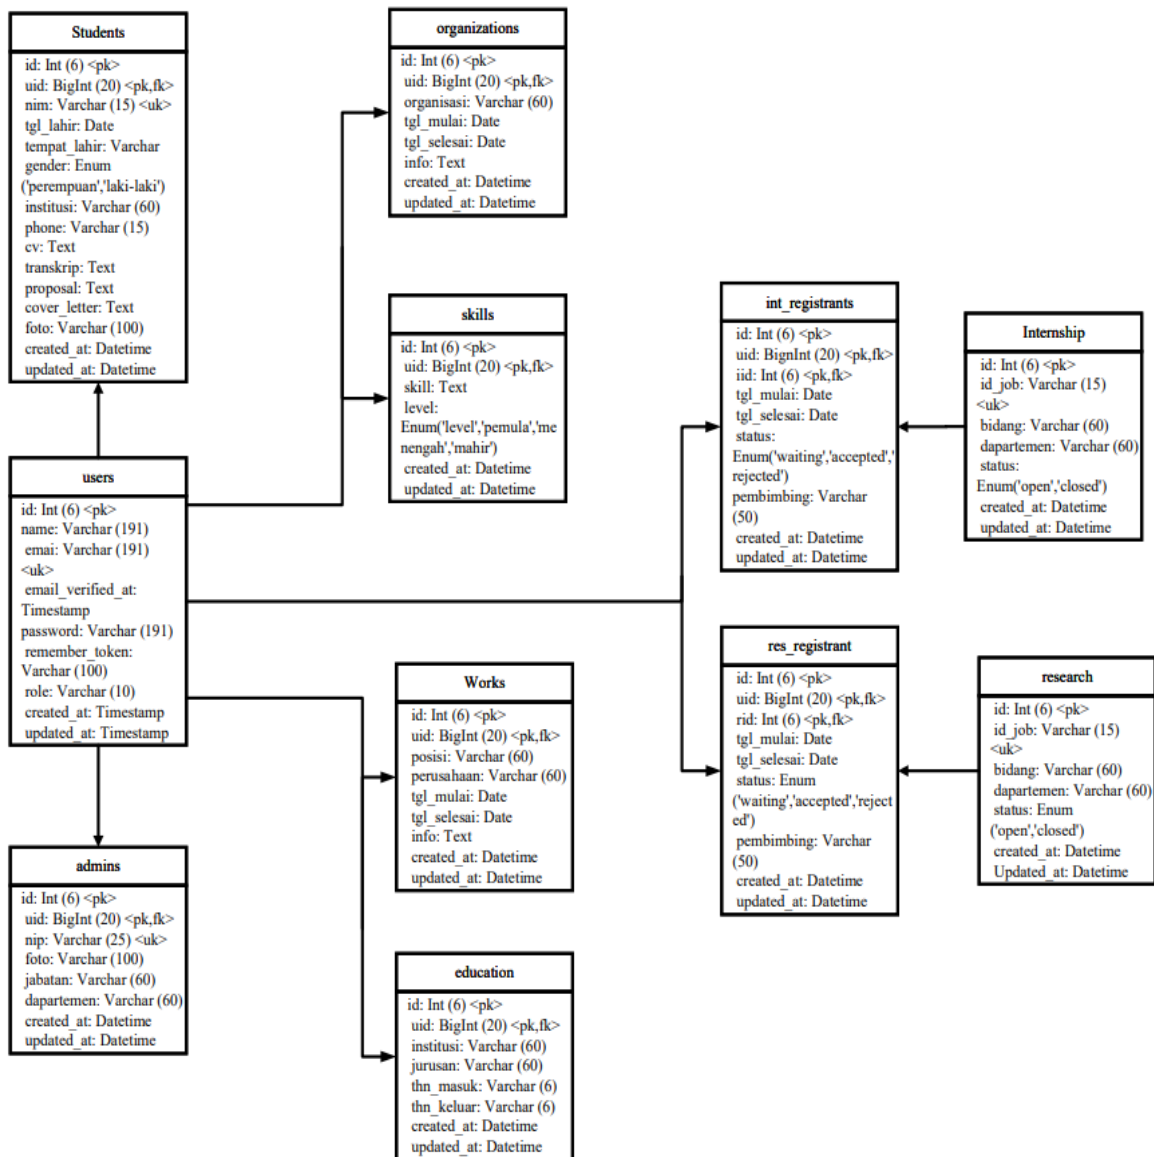 Students
id: Int (6) <pk>
uid: BigInt (20) <pk,fk>
nim: Varchar (15) <uk>
tgl_lahir: Date
tempat_lahir: Varchar
gender: Enum
('perempuan','laki-laki')
institusi: Varchar (60)
phone: Varchar (15)
cv: Text
transkrip: Text
proposal: Text
cover_letter: Text
foto: Varchar (100)
created_at: Datetime
updated_at: Datetime
organizations
id: Int (6) <pk>
uid: BigInt (20) <pk,fk>
organisasi: Varchar (60)
tgl_mulai: Date
tgl_selesai: Date
info: Text
created_at: Datetime
updated_at: Datetime
skills
id: Int (6) <pk>
uid: BigInt (20) <pk,fk>
skill: Text
level:
Enum('level','pemula','me
nengah','mahir')
created_at: Datetime
updated_at: Datetime
int_registrants
id: Int (6) <pk>
uid: BignInt (20) <pk,fk>
iid: Int (6) <pk,fk>
tgl_mulai: Date
tgl_selesai: Date
status:
Enum('waiting','accepted','
rejected')
pembimbing: Varchar
(50)
created_at: Datetime
updated_at: Datetime
Internship
id: Int (6) <pk>
id_job: Varchar (15)
<uk>
bidang: Varchar (60)
dapartemen: Varchar (60)
status:
Enum('open','closed')
created_at: Datetime
updated_at: Datetime
users
id: Int (6) <pk>
name: Varchar (191)
emai: Varchar (191)
<uk>
email_verified_at:
Timestamp
password: Varchar (191)
remember_token:
Varchar (100)
role: Varchar (10)
created_at: Timestamp
updated_at: Timestamp
res_registrant
id: Int (6) <pk>
uid: BigInt (20) <pk,fk>
rid: Int (6) <pk,fk>
tgl_mulai: Date
tgl_selesai: Date
status: Enum
('waiting','accepted','reject
ed')
pembimbing: Varchar
(50)
created_at: Datetime
updated_at: Datetime
research
id: Int (6) <pk>
id_job: Varchar (15)
<uk>
bidang: Varchar (60)
dapartemen: Varchar (60)
status: Enum
('open','closed')
created_at: Datetime
Updated_at: Datetime
Works
id: Int (6) <pk>
uid: BigInt (20) <pk,fk>
posisi: Varchar (60)
perusahaan: Varchar (60)
tgl_mulai: Date
tgl_selesai: Date
info: Text
created_at: Datetime
updated_at: Datetime
admins
id: Int (6) <pk>
uid: BigInt (20) <pk,fk>
nip: Varchar (25) <uk>
foto: Varchar (100)
jabatan: Varchar (60)
dapartemen: Varchar (60)
created_at: Datetime
updated_at: Datetime
education
id: Int (6) <pk>
uid: BigInt (20) <pk,fk>
institusi: Varchar (60)
jurusan: Varchar (60)
thn_masuk: Varchar (6)
thn_keluar: Varchar (6)
created_at: Datetime
updated_at: Datetime